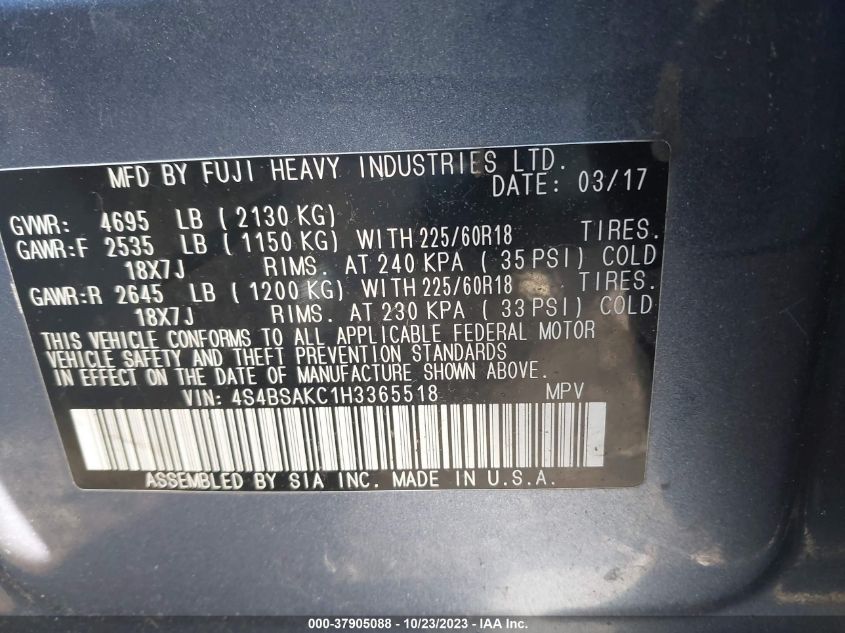 MFD BY FUJI HEAVY INDUSTRIES LTD.
DATE: 03/17
GVWR: 4695 LB ( 2130 KG)
GAWR:F 2535 LB ( 1150 KG) WITH 225/60R18 TIRES.
18X7J RIMS. AT 240 KPA ( 35 PSI) COLD
GAWR:R 2645 LB ( 1200 KG) WITH 225/60R18 TIRES.
18X7J RIMS. AT 230 KPA ( 33 PSI) COLD
THIS VEHICLE CONFORMS TO ALL APPLICABLE FEDERAL MOTOR
VEHICLE SAFETY AND THEFT PREVENTION STANDARDS
IN EFFECT ON THE DATE OF MANUFACTURE SHOWN ABOVE.
VIN: 4S4BSAKC1H3365518 MPV
ASSEMBLED BY SIA INC. MADE IN U.S.A.
000-37905088 - 10/23/2023 - IAA Inc.